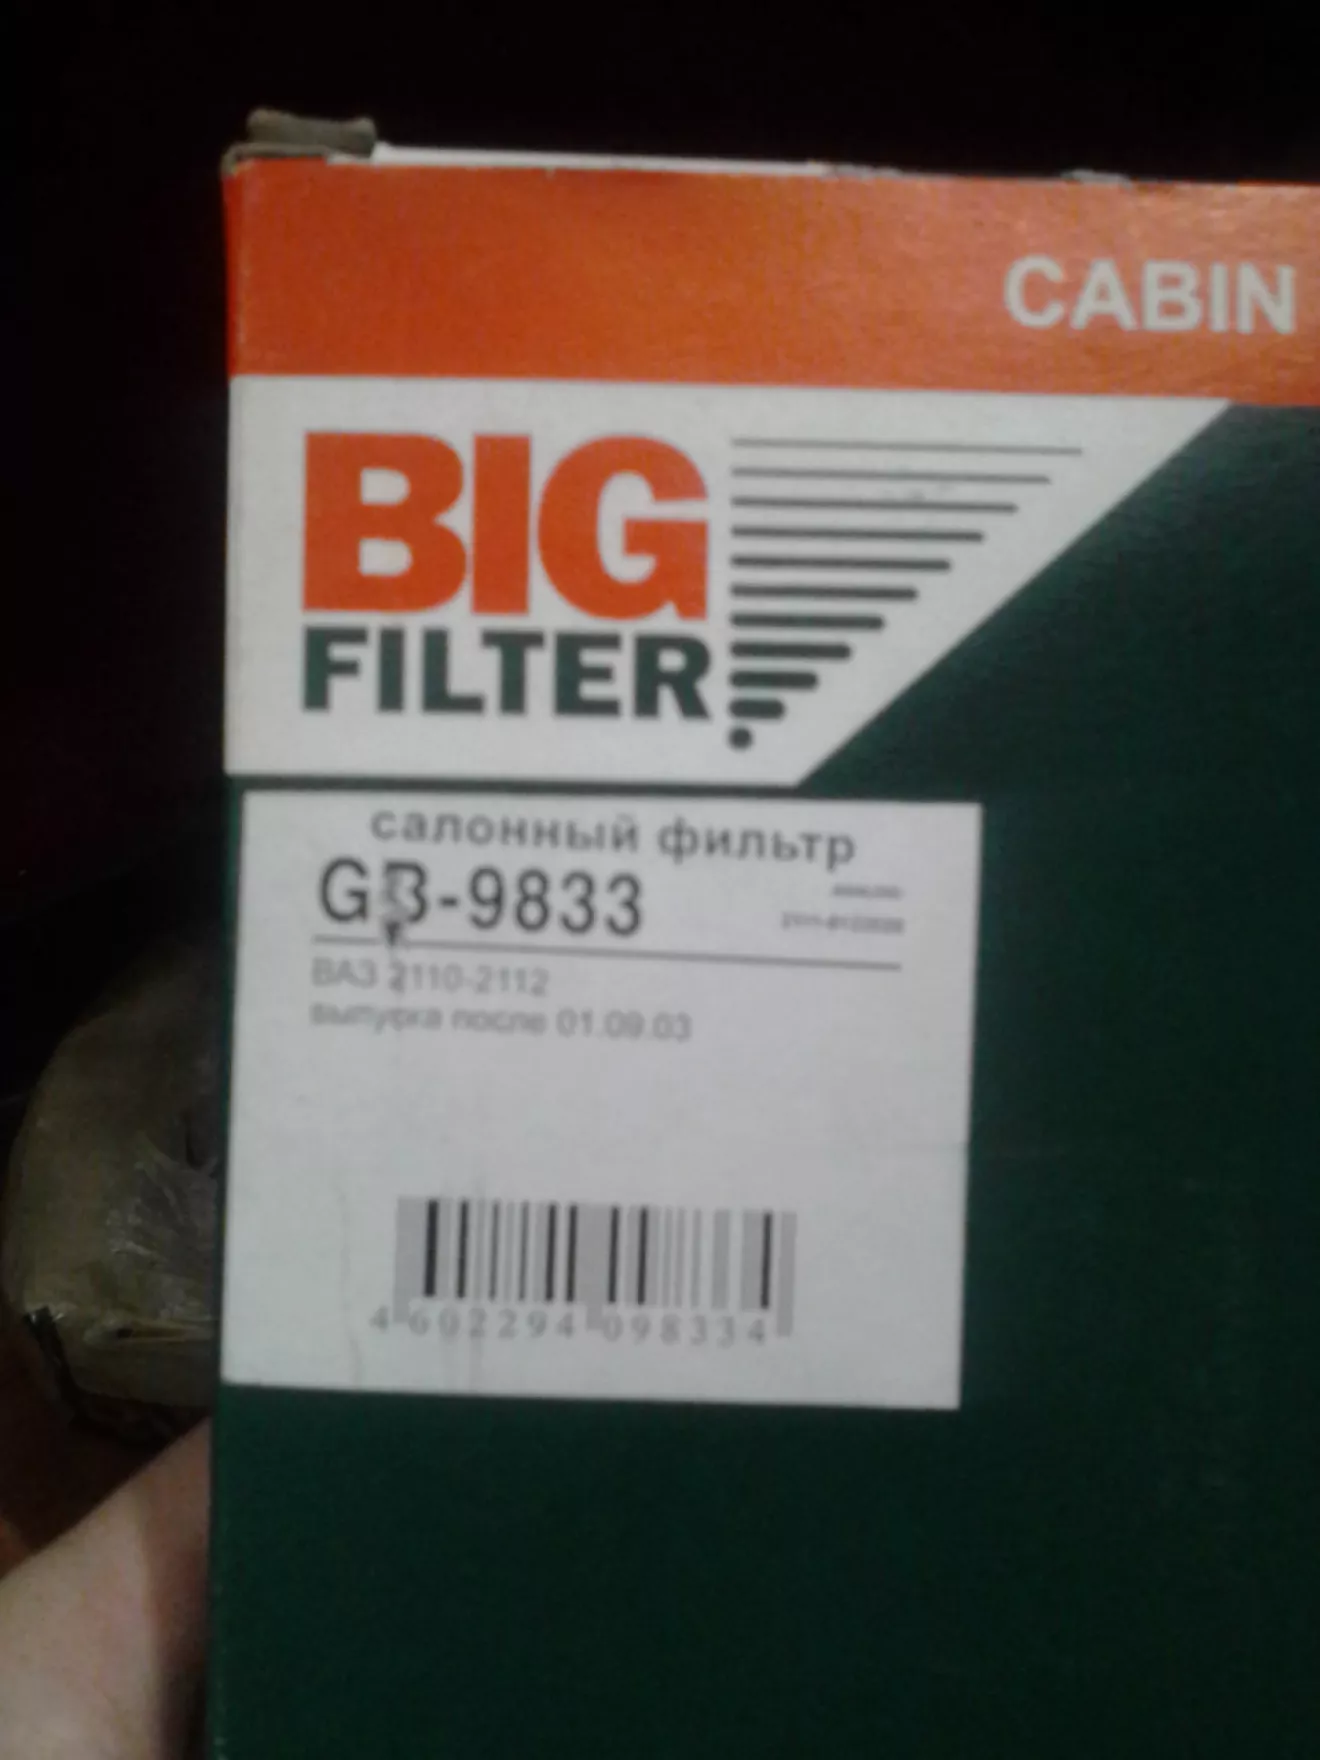 CABIN
BIG
FILTER
салонный фильтр
GB-9833
ВАЗ 2110-2112
выпуска после 01.09.03
4 602294 098334